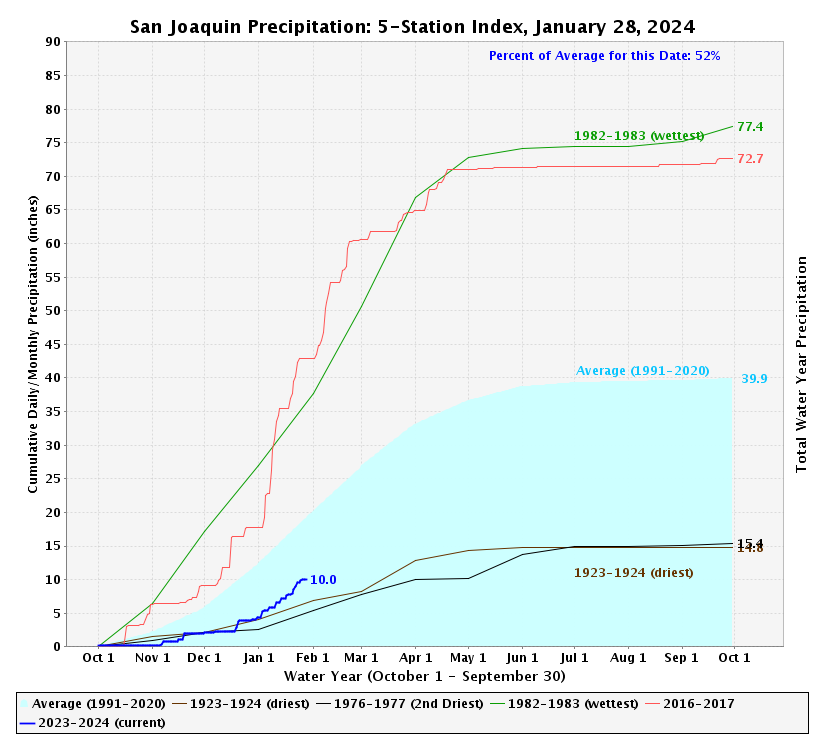 San Joaquin Precipitation: 5-Station Index, January 28, 2024
Percent of Average for this Date: 52%
Cumulative Daily/Monthly Precipitation (inches)
90
85
80
75
70
65
60
55
50
45
40
35
30
25
20
15
10
5
0
1982-1983 (wettest)
77.4
72.7
Average (1991-2020)
39.9
15.4
14.8
1923-1924 (driest)
10.0
Total Water Year Precipitation
Oct 1 Nov 1 Dec 1 Jan 1 Feb 1 Mar 1 Apr 1 May 1 Jun 1 Jul 1 Aug 1 Sep 1 Oct 1
Water Year (October 1 - September 30)
Average (1991-2020) 1923-1924 (driest) 1976-1977 (2nd Driest) 1982-1983 (wettest) 2016-2017
2023-2024 (current)